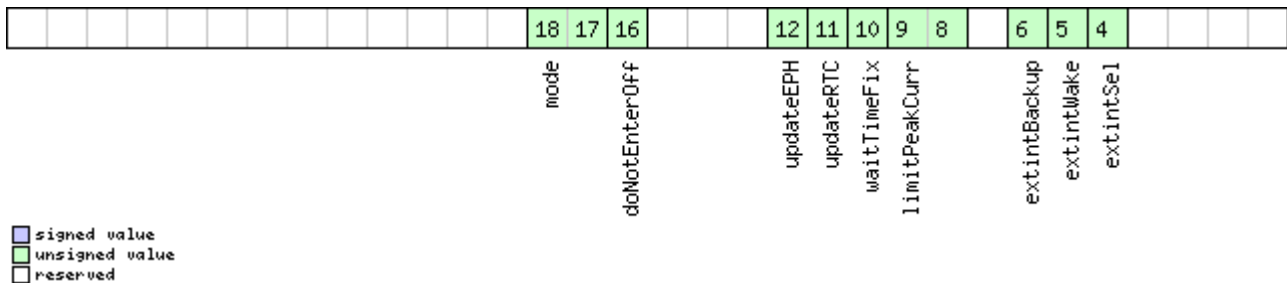 18 17 16 12 11 10 9 8 6 5 4
mode
doNotEnterOff
updateEPH
updateRTC
waitTimeFix
limitPeakCurr
extintBackup
extintWake
extintSel
signed value
unsigned value
reserved